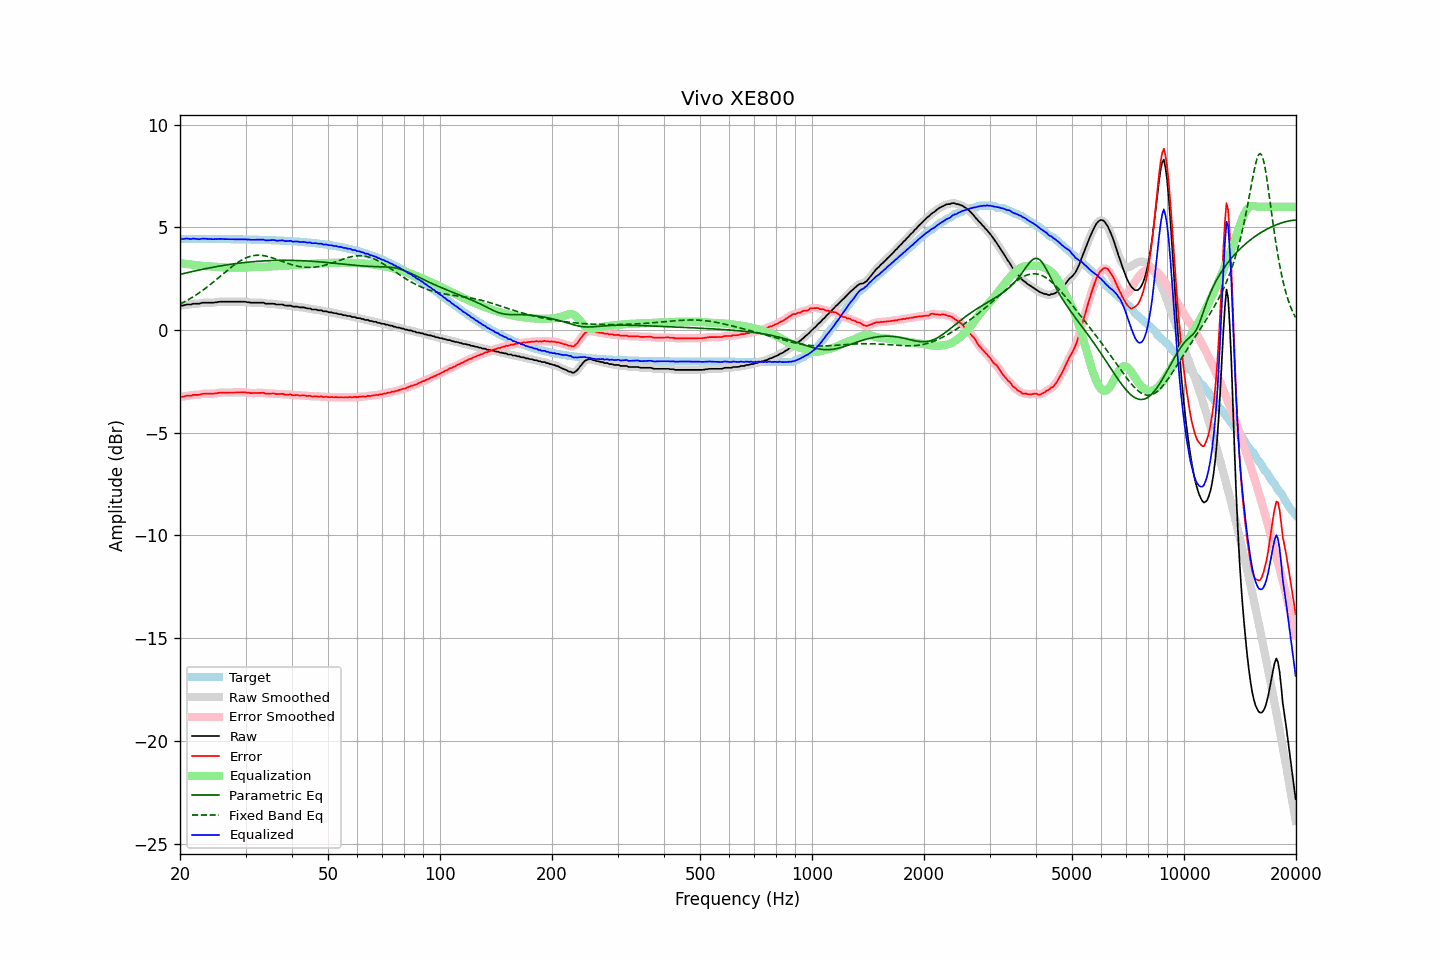 Vivo XE800
Amplitude (dBr)
10
5
0
−5
−10
−15
−20
−25
Target
Raw Smoothed
Error Smoothed
Raw
Error
Equalization
Parametric Eq
Fixed Band Eq
Equalized
20 50 100 200 500 1000 2000 5000 10000 20000
Frequency (Hz)